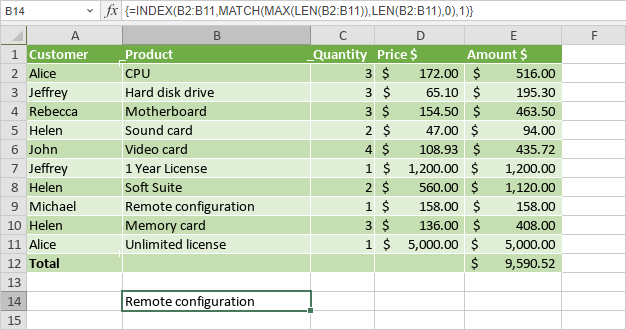 B14 fx {=INDEX(B2:B11,MATCH(MAX(LEN(B2:B11)),LEN(B2:B11),0),1)}
A B C D E F
1 Customer Product Quantity Price $ Amount $
2 Alice CPU 3 $ 172.00 $ 516.00
3 Jeffrey Hard disk drive 3 $ 65.10 $ 195.30
4 Rebecca Motherboard 3 $ 154.50 $ 463.50
5 Helen Sound card 2 $ 47.00 $ 94.00
6 John Video card 4 $ 108.93 $ 435.72
7 Jeffrey 1 Year License 1 $ 1,200.00 $ 1,200.00
8 Helen Soft Suite 2 $ 560.00 $ 1,120.00
9 Michael Remote configuration 1 $ 158.00 $ 158.00
10 Helen Memory card 3 $ 136.00 $ 408.00
11 Alice Unlimited license 1 $ 5,000.00 $ 5,000.00
12 Total $ 9,590.52
13
14 Remote configuration
15